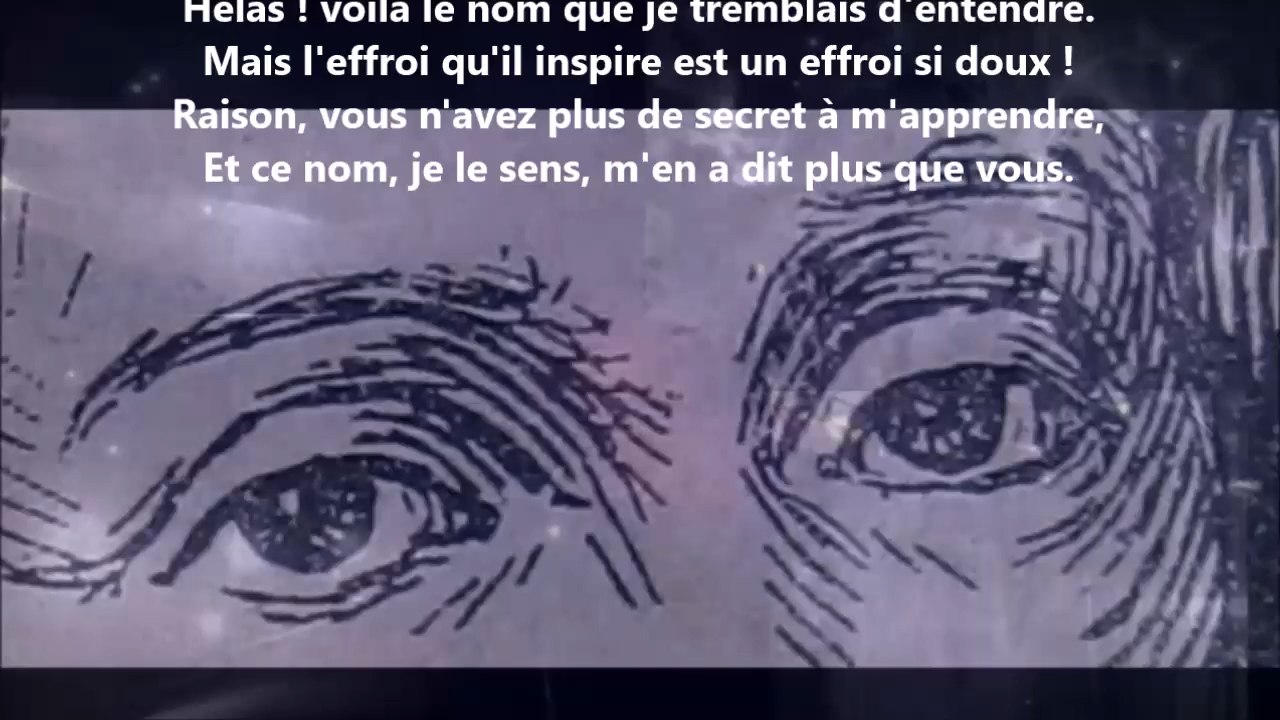 Hélas ! voilà le nom que je tremblais d'entendre.
Mais l'effroi qu'il inspire est un effroi si doux !
Raison, vous n'avez plus de secret à m'apprendre,
Et ce nom, je le sens, m'en a dit plus que vous.